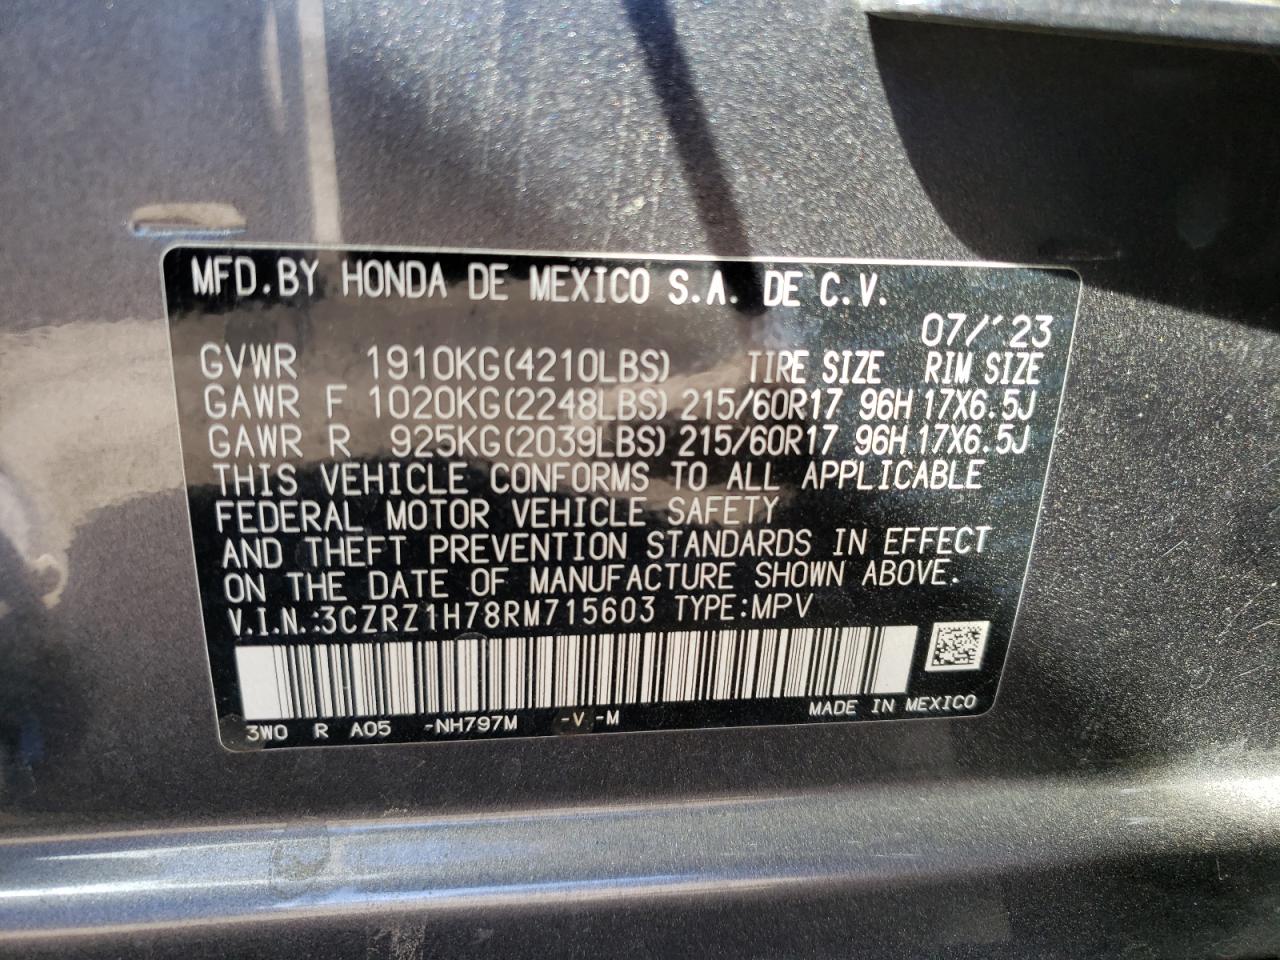 MFD.BY HONDA DE MEXICO S.A. DE C.V.
07/'23
GVWR 1910KG(4210LBS) TIRE SIZE RIM SIZE
GAWR F 1020KG(2248LBS) 215/60R17 96H 17X6.5J
GAWR R 925KG(2039LBS) 215/60R17 96H 17X6.5J
THIS VEHICLE CONFORMS TO ALL APPLICABLE
FEDERAL MOTOR VEHICLE SAFETY
AND THEFT PREVENTION STANDARDS IN EFFECT
ON THE DATE OF MANUFACTURE SHOWN ABOVE.
V.I.N.:3CZRZ1H78RM715603 TYPE:MPV
3W0 R A05 -NH797M -V -M MADE IN MEXICO